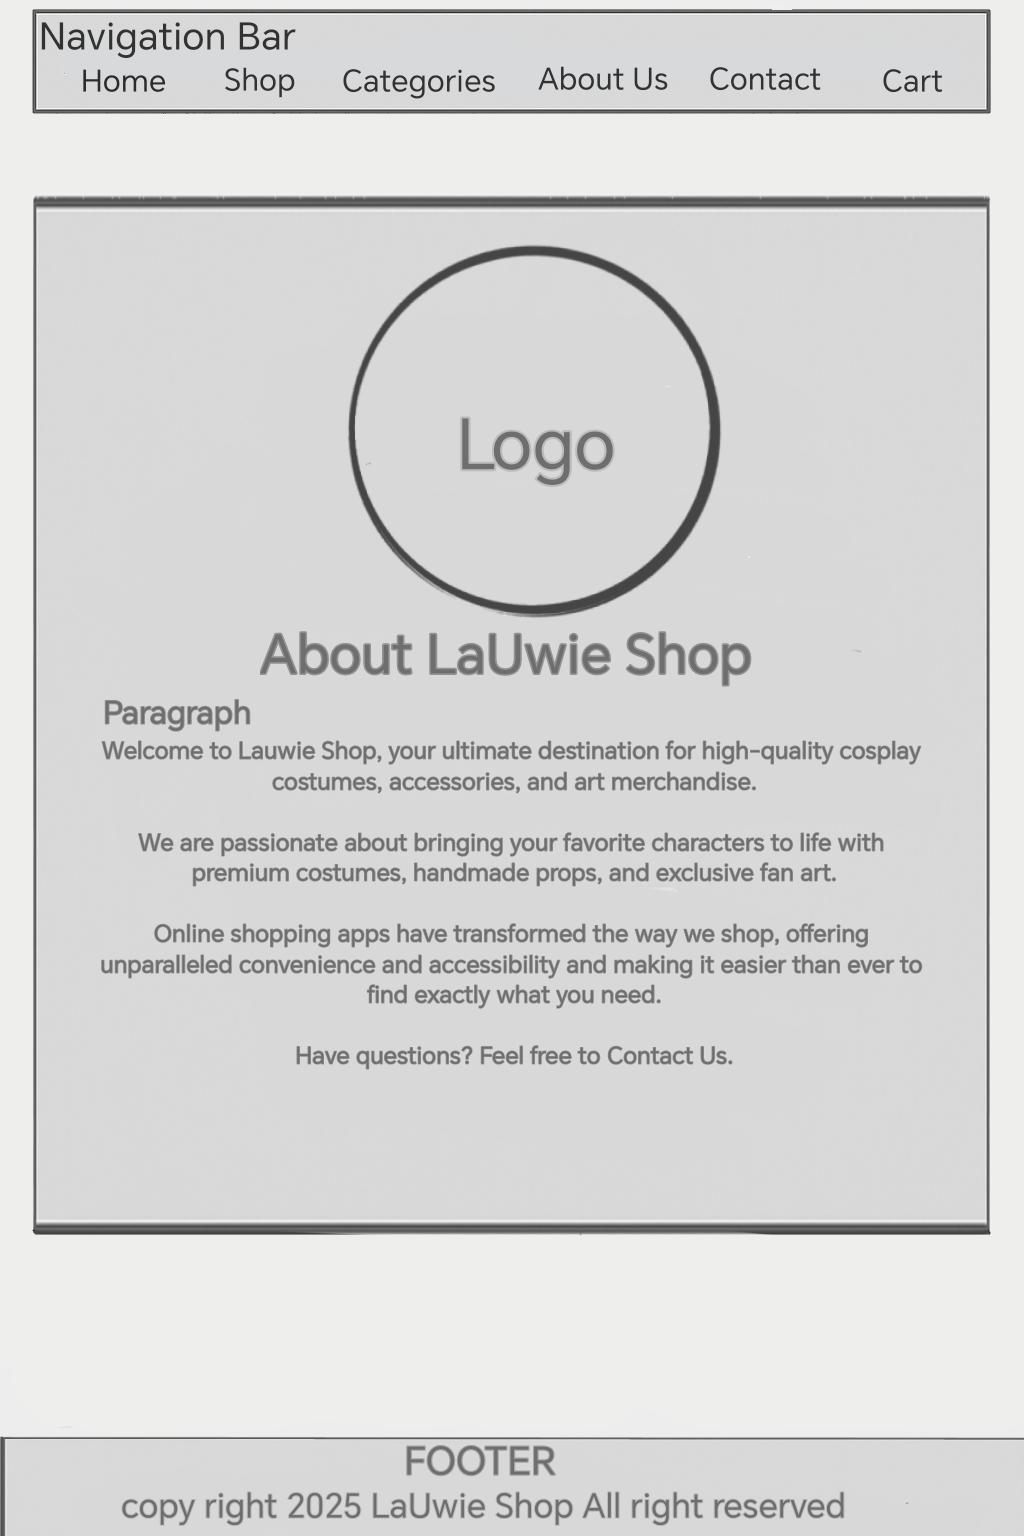 Navigation Bar
Home Shop Categories About Us Contact Cart
Logo
About LaUwie Shop
Paragraph
Welcome to Lauwie Shop, your ultimate destination for high-quality cosplay
costumes, accessories, and art merchandise.
We are passionate about bringing your favorite characters to life with
premium costumes, handmade props, and exclusive fan art.
Online shopping apps have transformed the way we shop, offering
unparalleled convenience and accessibility and making it easier than ever to
find exactly what you need.
Have questions? Feel free to Contact Us.
FOOTER
copy right 2025 LaUwie Shop All right reserved